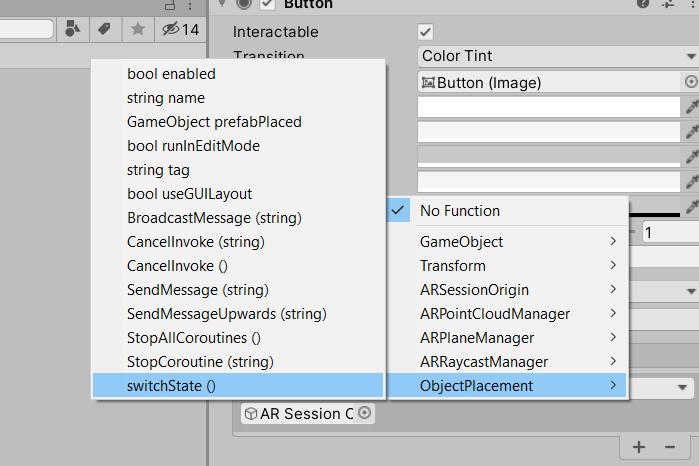 Button
14
Interactable
Transition
Color Tint
Button (Image)
bool enabled
string name
GameObject prefabPlaced
bool runInEditMode
string tag
bool useGUILayout
BroadcastMessage (string)
CancelInvoke (string)
CancelInvoke ()
SendMessage (string)
SendMessageUpwards (string)
StopAllCoroutines ()
StopCoroutine (string)
switchState ()
No Function
GameObject
Transform
ARSessionOrigin
ARPointCloudManager
ARPlaneManager
ARRaycastManager
ObjectPlacement
1
AR Session O